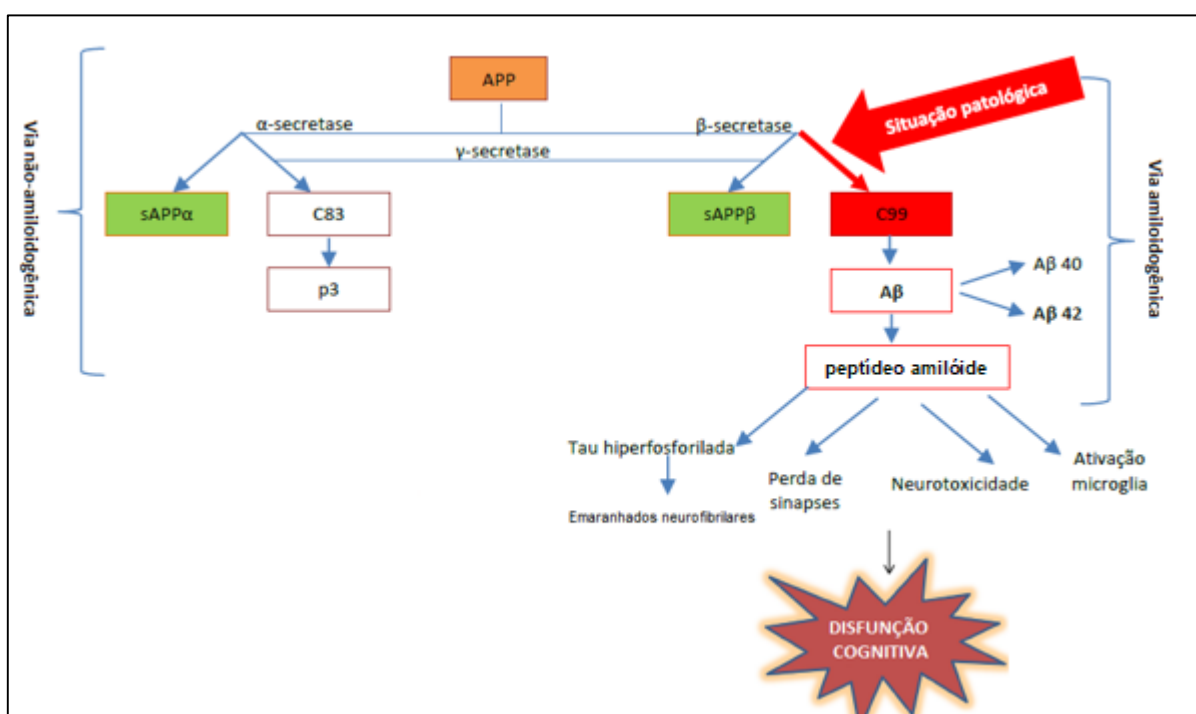 APP
Situação patológica
α-secretase
β-secretase
γ-secretase
Via não-amiloidogênica
sAPPα
C83
sAPPβ
C99
Via amiloidogênica
p3
Aβ
Aβ 40
Aβ 42
peptídeo amilóide
Tau hiperfosforilada
Emaranhados neurofibrilares
Perda de
sinapses
Neurotoxicidade
Ativação
microglia
DISFUNÇÃO
COGNITIVA